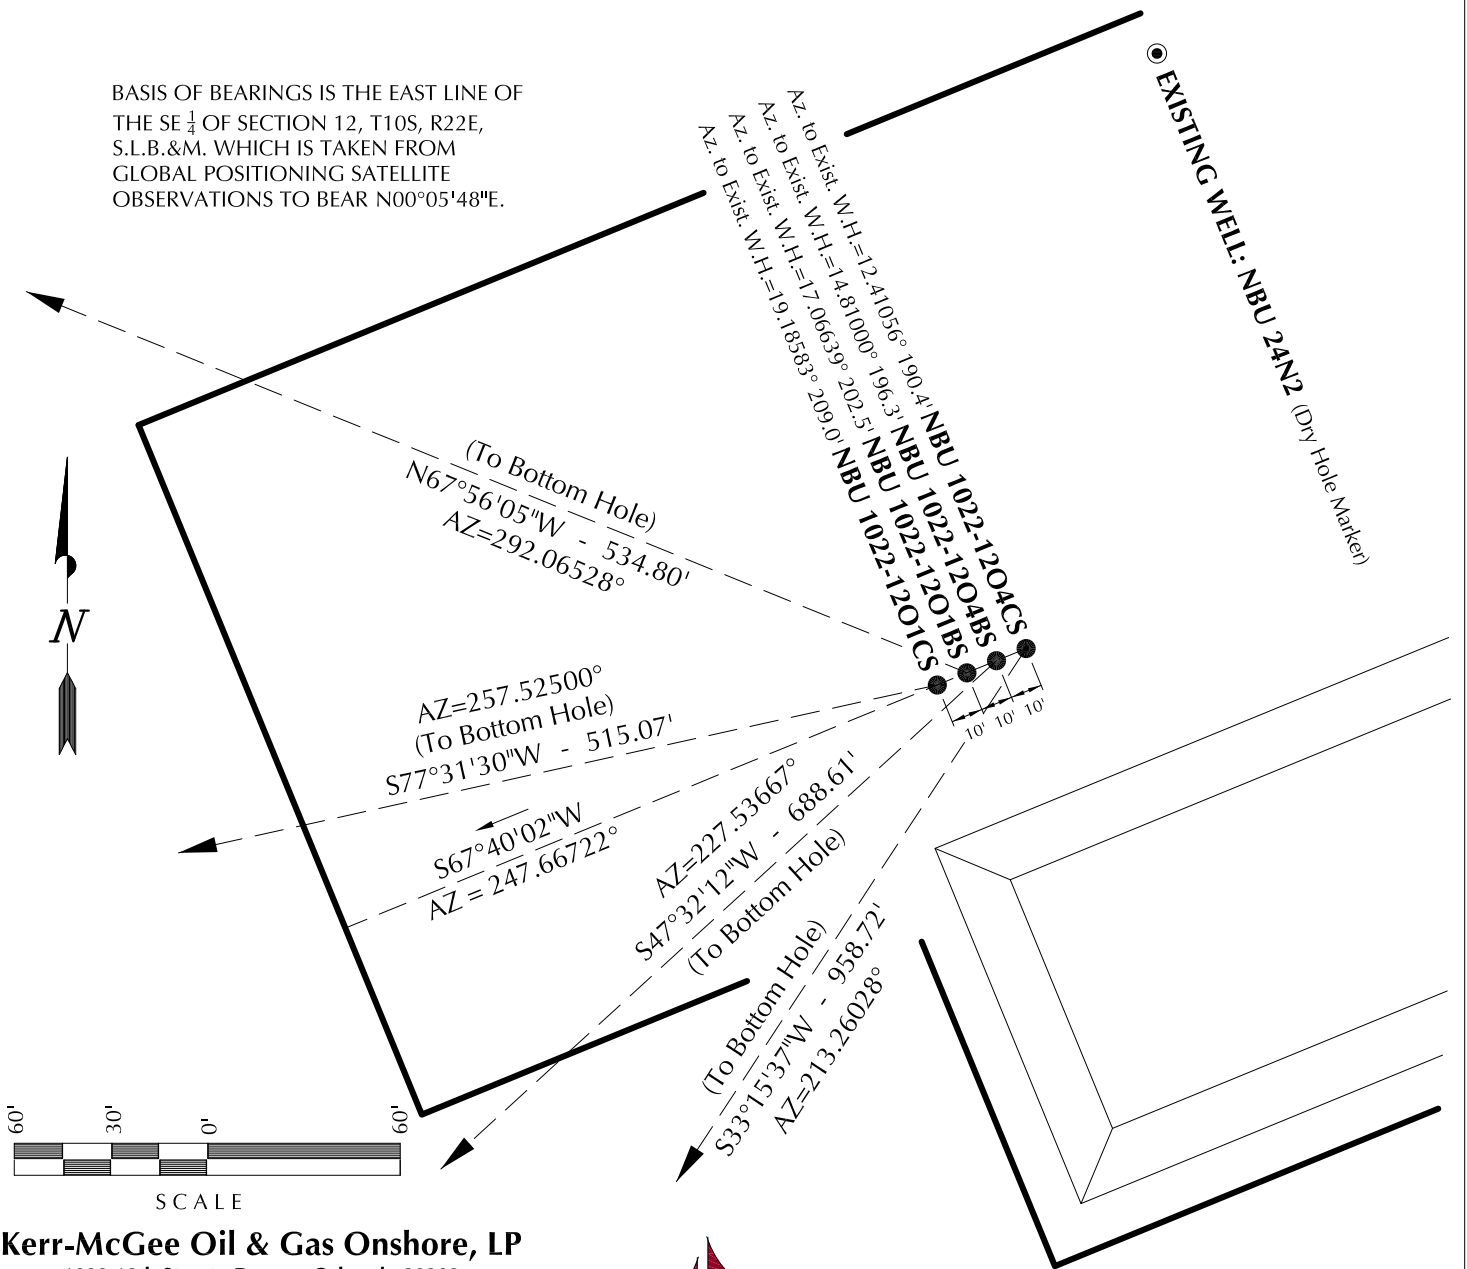 BASIS OF BEARINGS IS THE EAST LINE OF
THE SE 1/4 OF SECTION 12, T10S, R22E,
S.L.B.&M. WHICH IS TAKEN FROM
GLOBAL POSITIONING SATELLITE
OBSERVATIONS TO BEAR N00°05'48"E.
EXISTING WELL: NBU 24N2 (Dry Hole Marker)
Az. to Exist. W.H.=12.41056° 190.4' NBU 1022-12O4CS
Az. to Exist. W.H.=14.81000° 196.3' NBU 1022-12O4BS
Az. to Exist. W.H.=17.06639° 202.5' NBU 1022-12O1BS
Az. to Exist. W.H.=19.18583° 209.0' NBU 1022-12O1CS
(To Bottom Hole)
N67°56'05"W - 534.80'
AZ=292.06528°
N
10' 10' 10'
AZ=257.52500°
(To Bottom Hole)
S77°31'30"W - 515.07'
S67°40'02"W
AZ = 247.66722°
AZ=227.53667°
S47°32'12"W - 688.61'
(To Bottom Hole)
(To Bottom Hole)
S33°15'37"W - 958.72'
AZ=213.26028°
60' 30' 0' 60'
SCALE
Kerr-McGee Oil & Gas Onshore, LP